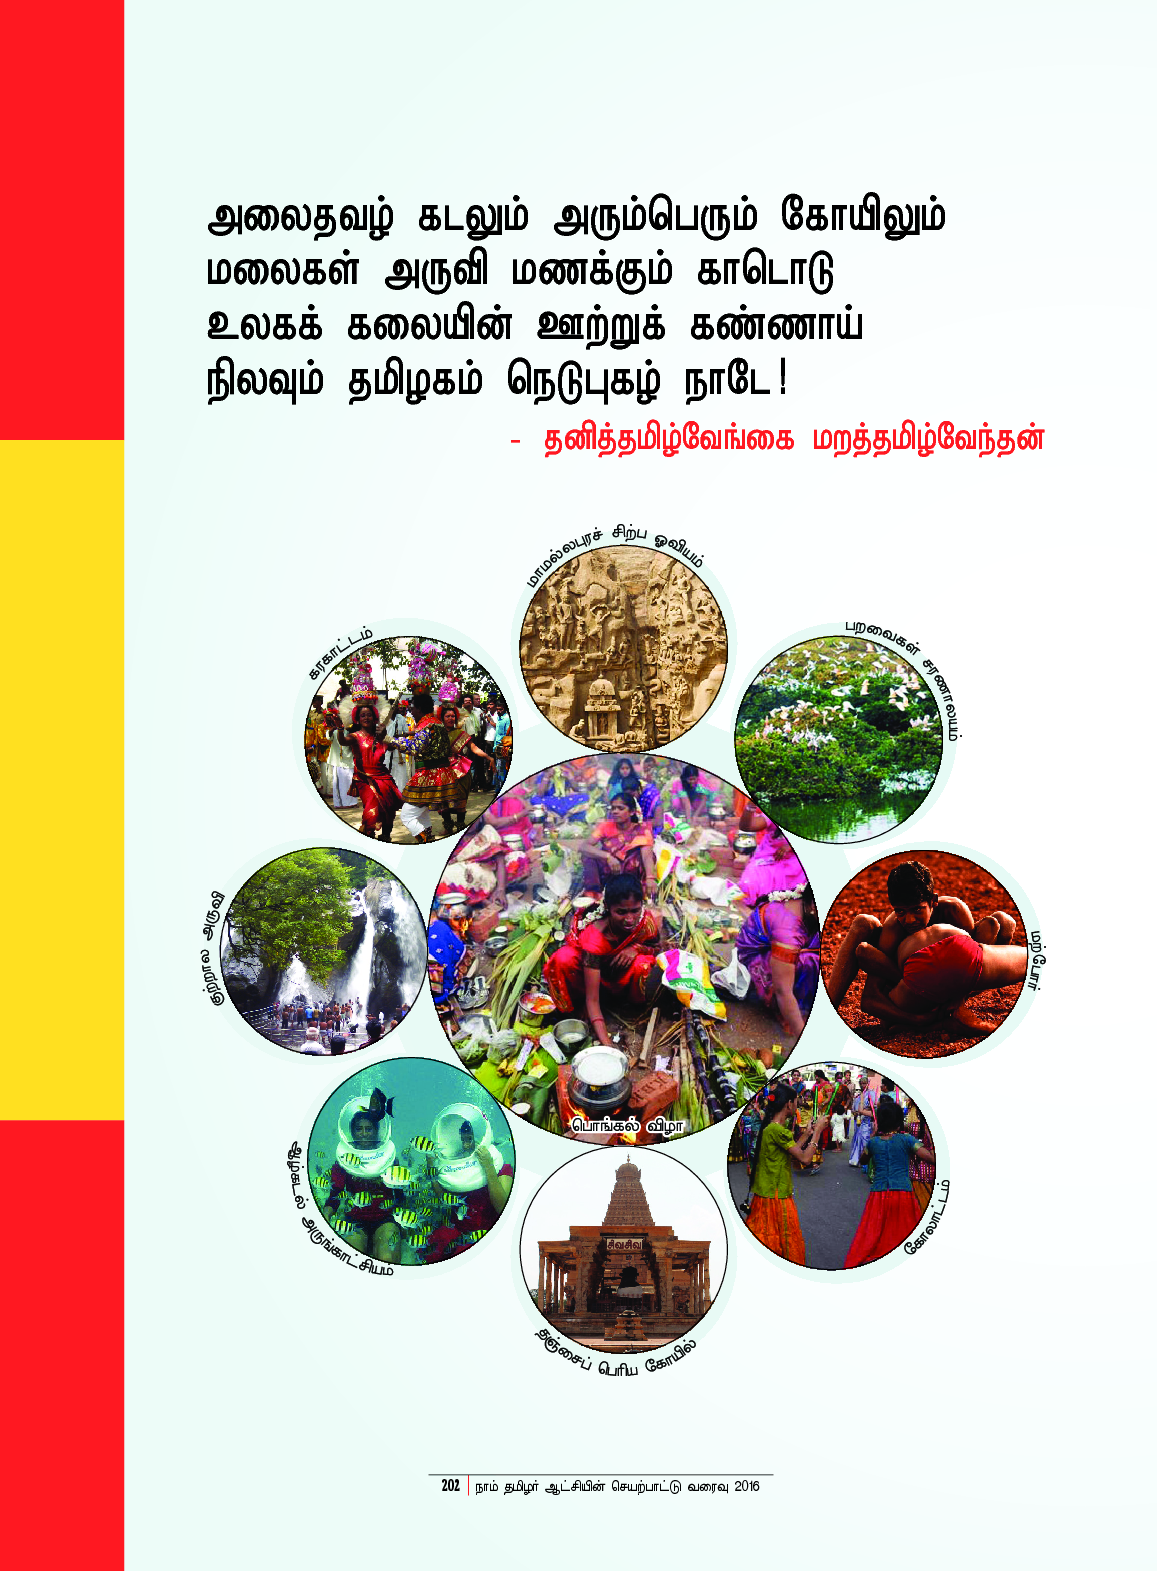 அலைதவழ் கடலும் அரும்பெரும் கோயிலும்
மலைகள் அருவி மணக்கும் காடொடு
உலகக் கலையின் ஊற்றுக் கண்ணாய்
நிலவும் தமிழகம் நெடுபுகழ் நாடே!
- தனித்தமிழ்வேங்கை மறத்தமிழ்வேந்தன்
மாமல்லபுரச் சிற்ப ஓவியம்
கரகாட்டம்
பறவைகள் சரணாலயம்
குற்றால அருவி
மற்போர்
பொங்கல் விழா
ஆழ்கடல் அருங்காட்சியம்
கோலாட்டம்
சிவசிவ
தஞ்சைப் பெரிய கோயில்
202 நாம் தமிழர் ஆட்சியின் செயற்பாட்டு வரைவு 2016